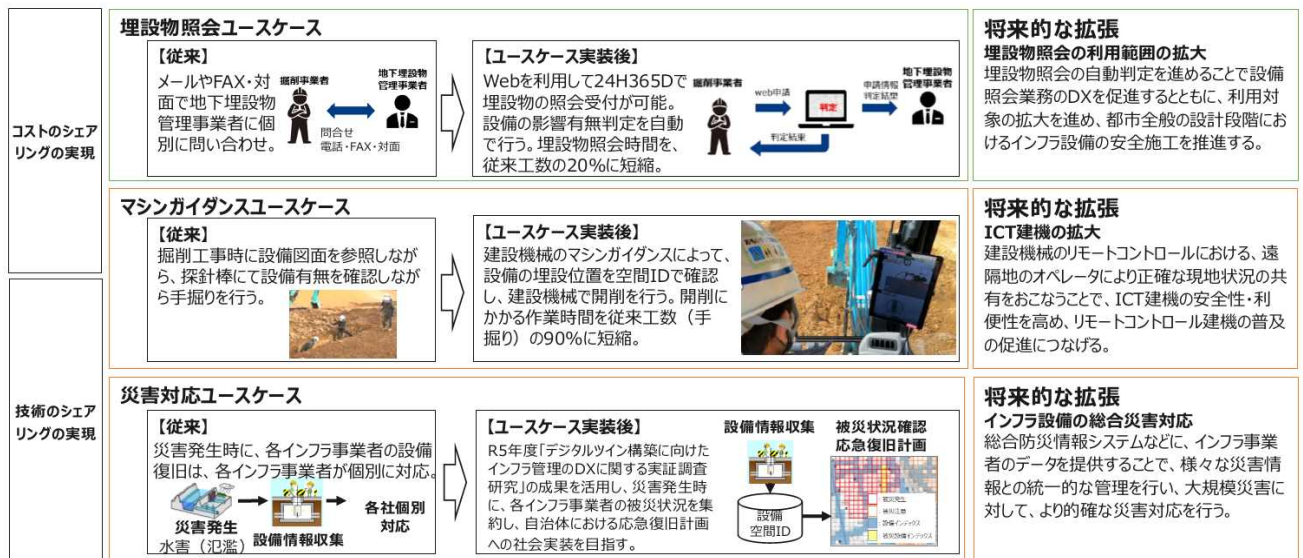 コストのシェア
リングの実現
埋設物照会ユースケース
【従来】
メールやFAX・対
面で地下埋設物
管理事業者に個
別に問い合わせ。
掘削事業者
地下埋設物
管理事業者
問合せ
電話・FAX・対面
【ユースケース実装後】
Webを利用して24H365Dで
埋設物の照会受付が可能。
設備の影響有無判定を自動
で行う。埋設物照会時間を、
従来工数の20%に短縮。
掘削事業者
web申請
判定
申請情報
判定結果
地下埋設物
管理事業者
判定結果
将来的な拡張
埋設物照会の利用範囲の拡大
埋設物照会の自動判定を進めることで設備
照会業務のDXを促進するとともに、利用対
象の拡大を進め、都市全般の設計段階にお
けるインフラ設備の安全施工を推進する。
マシンガイダンスユースケース
【従来】
掘削工事時に設備図面を参照しなが
ら、探針棒にて設備有無を確認しなが
ら手掘りを行う。
【ユースケース実装後】
建設機械のマシンガイダンスによって、
設備の埋設位置を空間IDで確認
し、建設機械で開削を行う。開削に
かかる作業時間を従来工数（手
掘り）の90%に短縮。
将来的な拡張
ICT建機の拡大
建設機械のリモートコントロールにおける、遠
隔地のオペレータにより正確な現地状況の共
有をおこなうことで、ICT建機の安全性・利
便性を高め、リモートコントロール建機の普及
の促進につなげる。
技術のシェア
リングの実現
災害対応ユースケース
【従来】
災害発生時に、各インフラ事業者の設備
復旧は、各インフラ事業者が個別に対応。
災害発生
水害（氾濫）
設備情報収集
各社個別
対応
【ユースケース実装後】
R5年度「デジタルツイン構築に向けた
インフラ管理のDXに関する実証調査
研究」の成果を活用し、災害発生時
に、各インフラ事業者の被災状況を集
約し、自治体における応急復旧計画
への社会実装を目指す。
設備情報収集
設備
空間ID
被災状況確認
応急復旧計画
被災発生
被災注意
設備インデックス
被災設備インデックス
将来的な拡張
インフラ設備の総合災害対応
総合防災情報システムなどに、インフラ事業
者のデータを提供することで、様々な災害情
報との統一的な管理を行い、大規模災害に
対して、より的確な災害対応を行う。